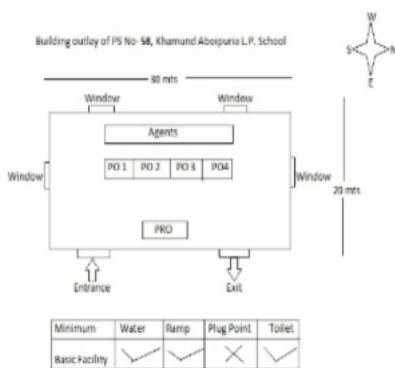 Building outlay of PS No- 58, Khamund Aboipuria L.P. School
W
S N
E
30 mts
Window Window
Agents
PO 1 PO 2 PO 3 PO4
Window Window
20 mts
PRO
Entrance Exit
Minimum Water Ramp Plug Point Toilet
Basic Facility